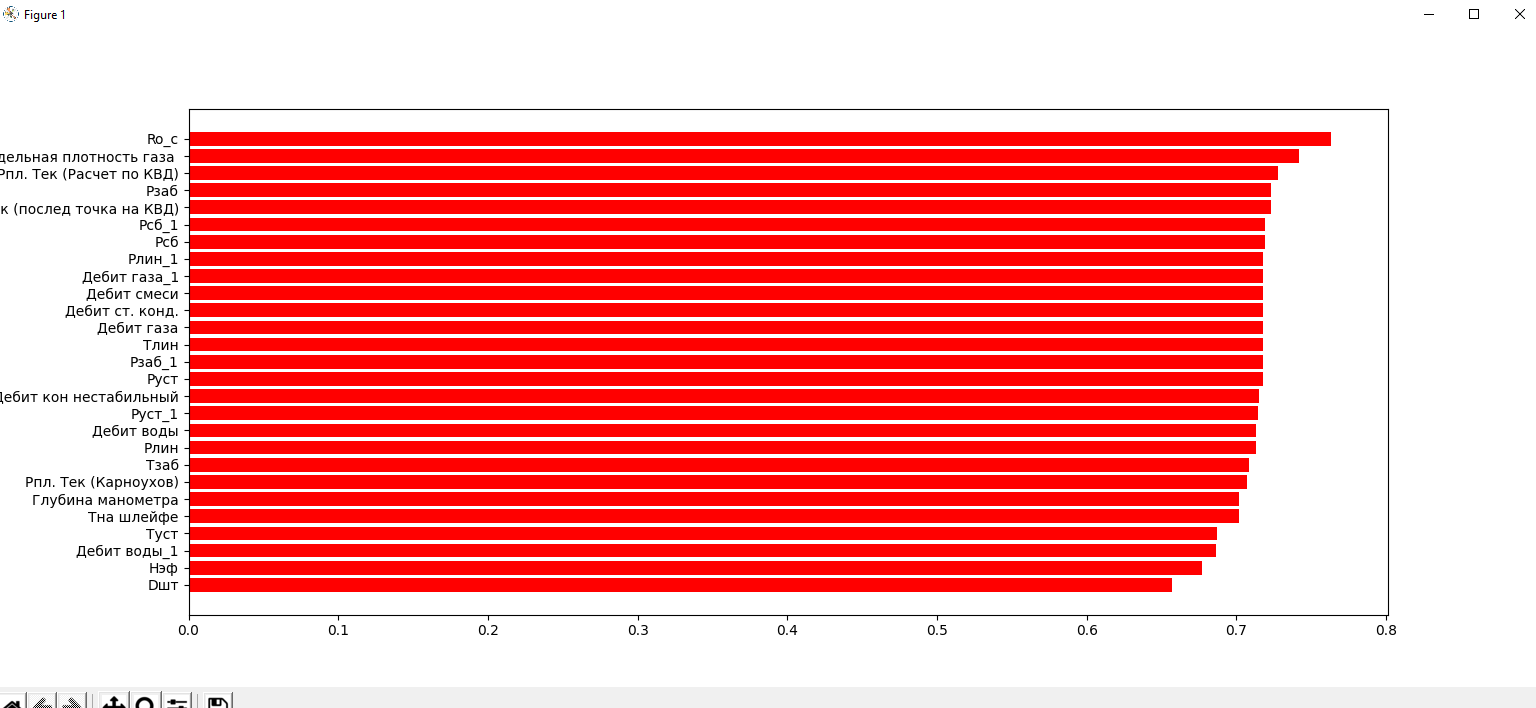 Figure 1
Ro_c
дельная плотность газа
Рпл. Тек (Расчет по КВД)
Рзаб
к (послед точка на КВД)
Рсб_1
Рсб
Рлин_1
Дебит газа_1
Дебит смеси
Дебит ст. конд.
Дебит газа
Тлин
Рзаб_1
Руст
Дебит кон нестабильный
Руст_1
Дебит воды
Рлин
Тзаб
Рпл. Тек (Карноухов)
Глубина манометра
Тна шлейфе
Туст
Дебит воды_1
Нэф
Dшт
0.0 0.1 0.2 0.3 0.4 0.5 0.6 0.7 0.8